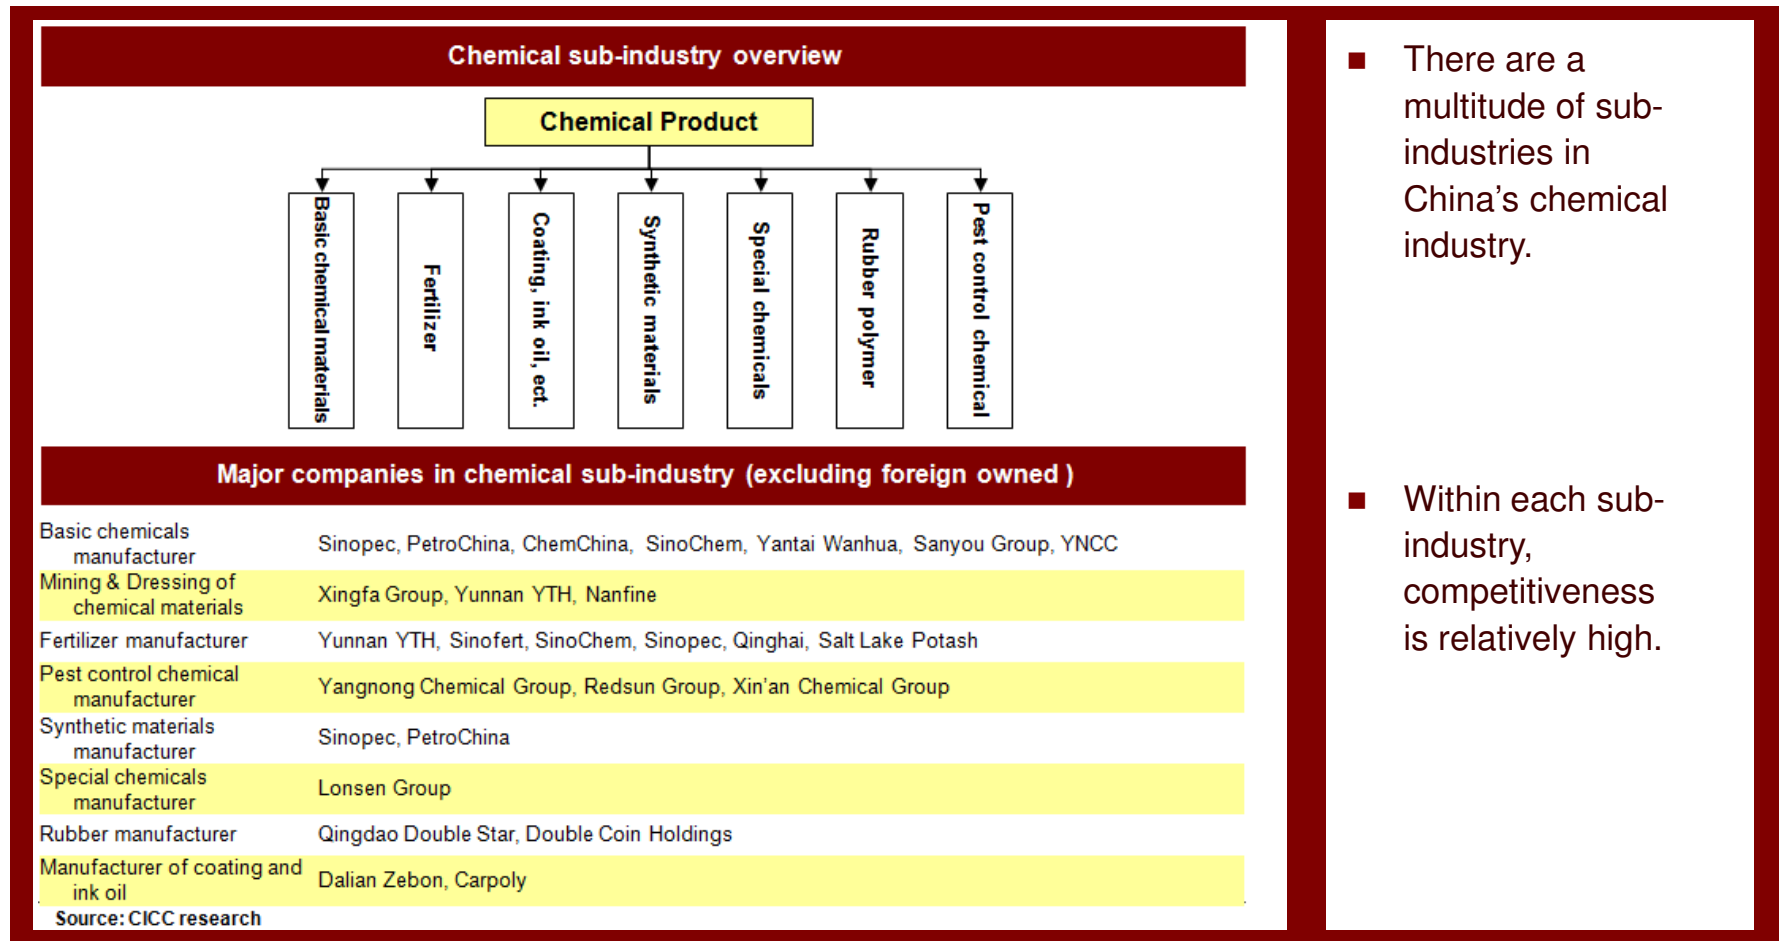 Chemical sub-industry overview
Chemical Product
Basic chemical materials
Fertilizer
Coating, ink oil, ect.
Synthetic materials
Special chemicals
Rubber polymer
Pest control chemical
Major companies in chemical sub-industry (excluding foreign owned )
Basic chemicals
manufacturer
Sinopec, PetroChina, ChemChina, SinoChem, Yantai Wanhua, Sanyou Group, YNCC
Mining & Dressing of
chemical materials
Xingfa Group, Yunnan YTH, Nanfine
Fertilizer manufacturer
Yunnan YTH, Sinofert, SinoChem, Sinopec, Qinghai, Salt Lake Potash
Pest control chemical
manufacturer
Yangnong Chemical Group, Redsun Group, Xin'an Chemical Group
Synthetic materials
manufacturer
Sinopec, PetroChina
Special chemicals
manufacturer
Lonsen Group
Rubber manufacturer
Qingdao Double Star, Double Coin Holdings
Manufacturer of coating and
ink oil
Dalian Zebon, Carpoly
Source: CICC research
■ There are a
multitude of sub-
industries in
China’s chemical
industry.
■ Within each sub-
industry,
competitiveness
is relatively high.